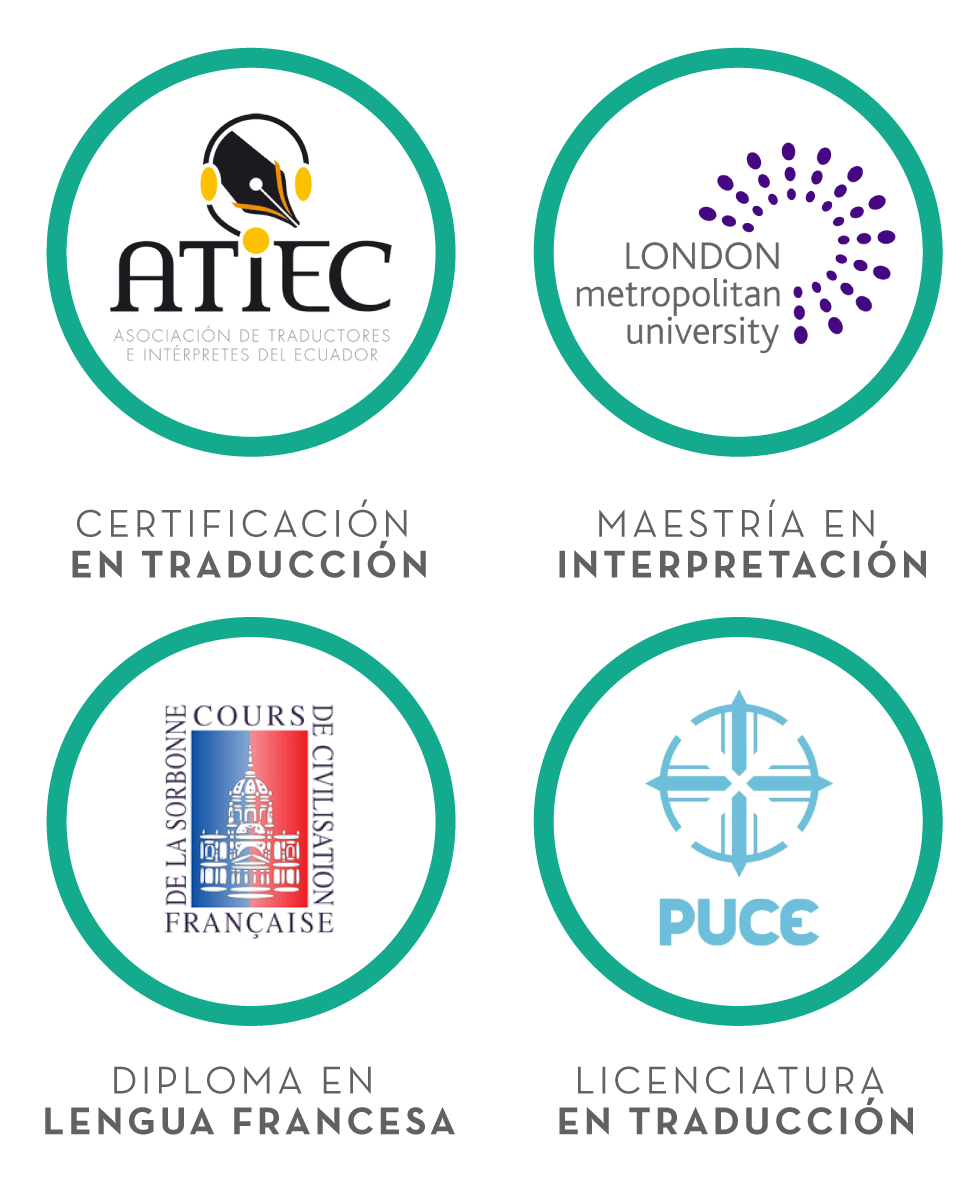 ATiEC
ASOCIACIÓN DE TRADUCTORES
E INTÉRPRETES DEL ECUADOR
CERTIFICACIÓN
EN TRADUCCIÓN
LONDON
metropolitan
university
MAESTRÍA EN
INTERPRETACIÓN
COURS
DE CIVILISATION
FRANÇAISE
DE LA SORBONNE
DIPLOMA EN
LENGUA FRANCESA
PUCE
LICENCIATURA
EN TRADUCCIÓN